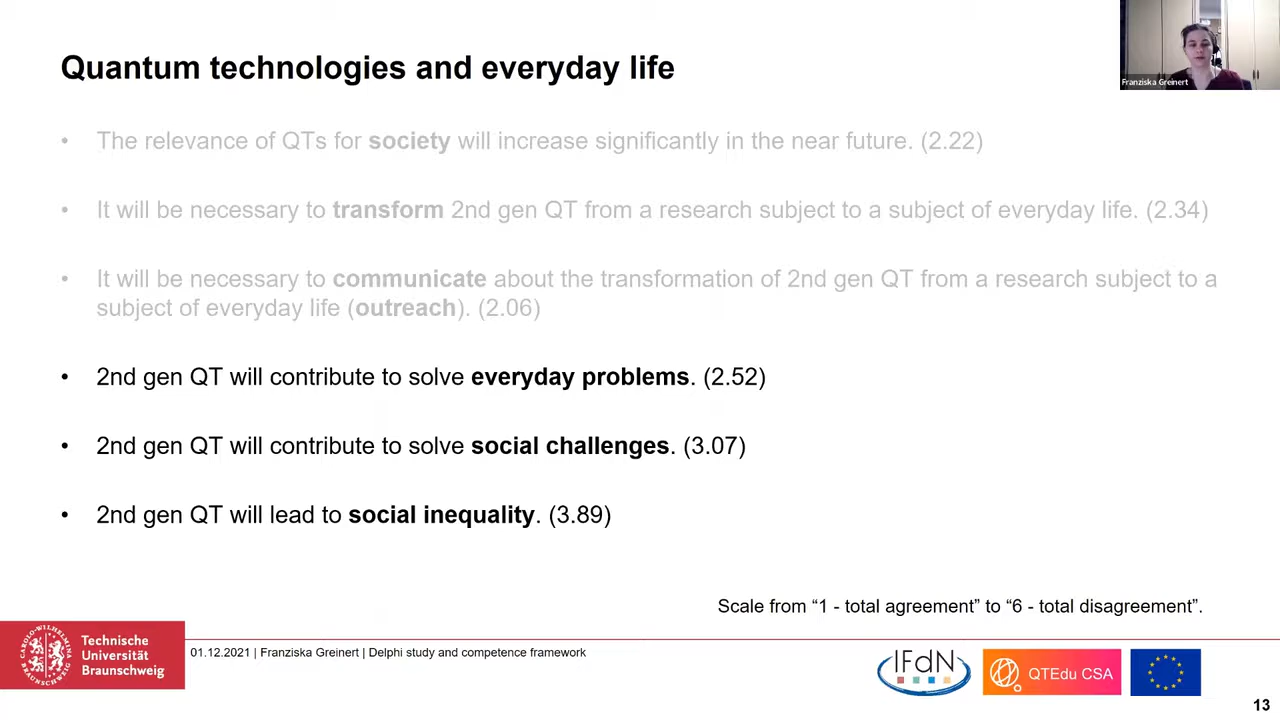 Quantum technologies and everyday life
Franziska Greinert
• The relevance of QTs for society will increase significantly in the near future. (2.22)
• It will be necessary to transform 2nd gen QT from a research subject to a subject of everyday life. (2.34)
• It will be necessary to communicate about the transformation of 2nd gen QT from a research subject to a
subject of everyday life (outreach). (2.06)
• 2nd gen QT will contribute to solve everyday problems. (2.52)
• 2nd gen QT will contribute to solve social challenges. (3.07)
• 2nd gen QT will lead to social inequality. (3.89)
Scale from “1 - total agreement” to “6 - total disagreement”.
CAROLO-WILHELMINA
BRAUNSCHWEIG
Technische
Universität
Braunschweig
01.12.2021 | Franziska Greinert | Delphi study and competence framework
IFdN
QTEdu CSA
13